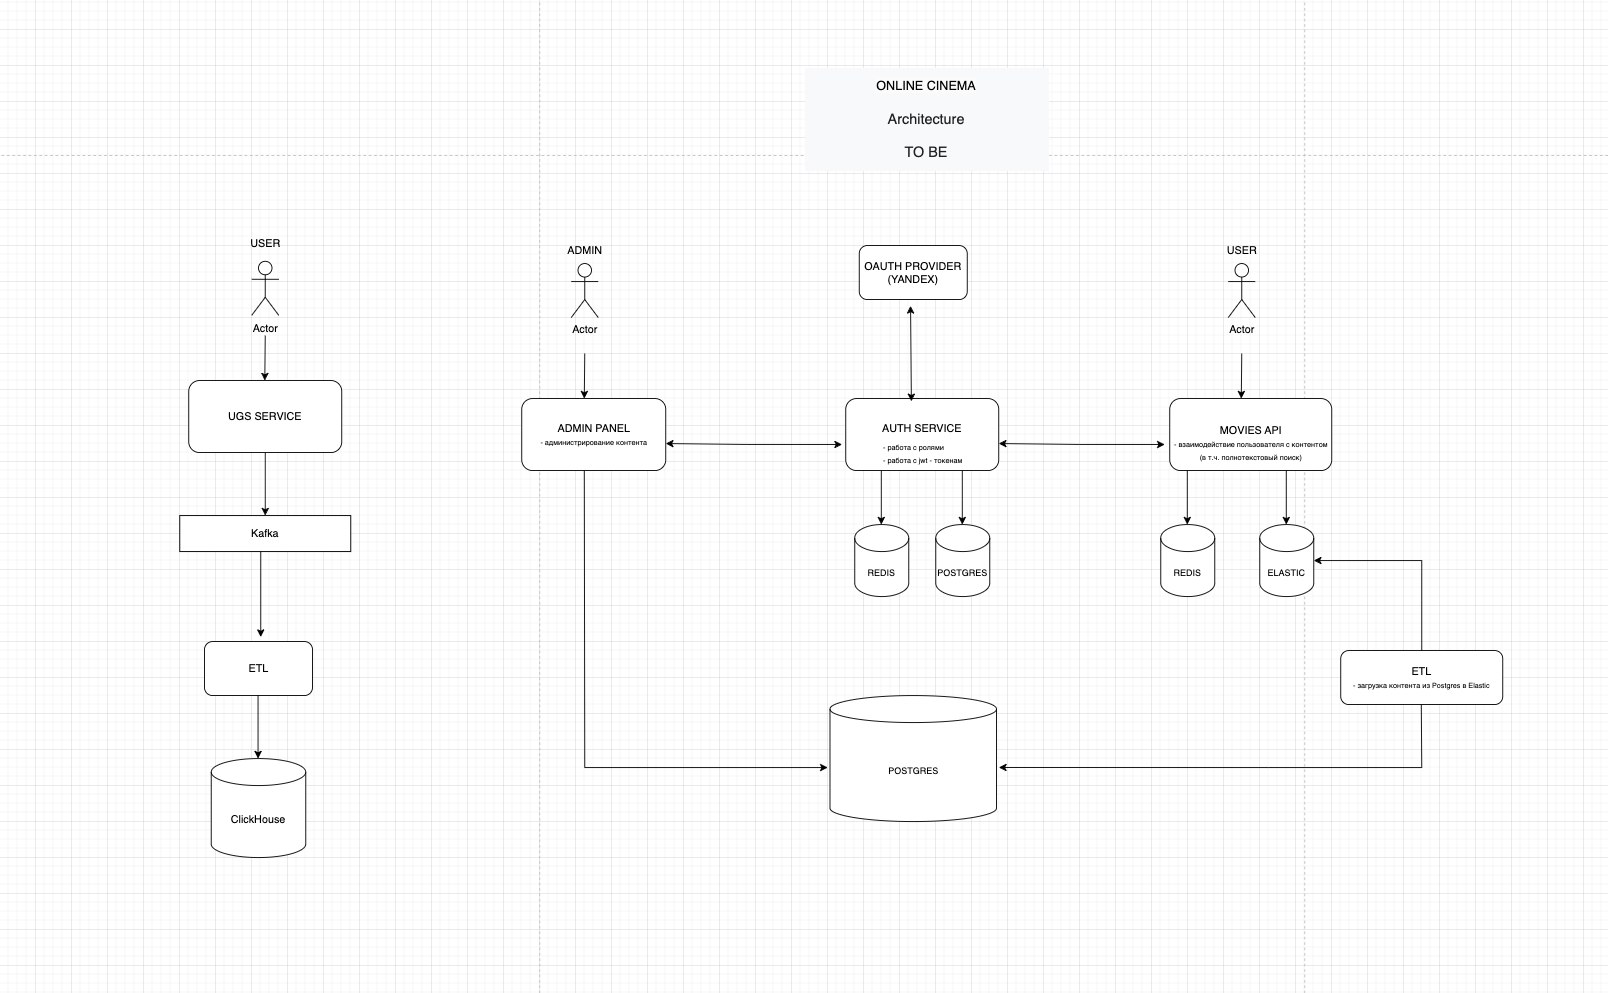 ONLINE CINEMA
Architecture
TO BE
USER
Actor
UGS SERVICE
Kafka
ETL
ClickHouse
ADMIN
Actor
ADMIN PANEL
- администрирование контента
OAUTH PROVIDER
(YANDEX)
AUTH SERVICE
- работа с ролями
- работа с jwt - токенам
REDIS
POSTGRES
USER
Actor
MOVIES API
- взаимодействие пользователя с контентом
(в т.ч. полнотекстовый поиск)
REDIS
ELASTIC
ETL
- загрузка контента из Postgres в Elastic
POSTGRES